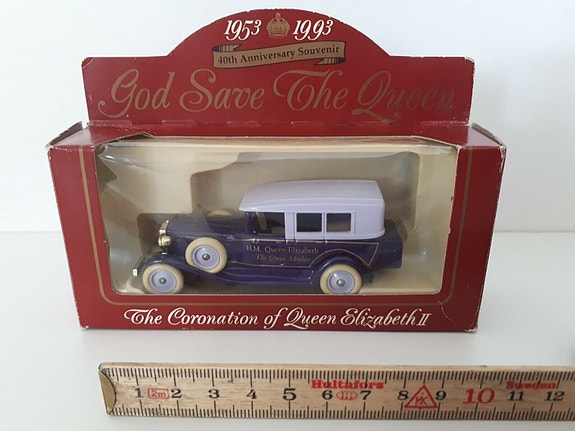 1953 1993
40th Anniversary Souvenir
God Save The Queen
H.M. Queen Elizabeth
The Queen Mother
The Coronation of Queen Elizabeth II
Hultafors Sweden
1 2m 2 3 4 5 6 7 8 9 10 11 12